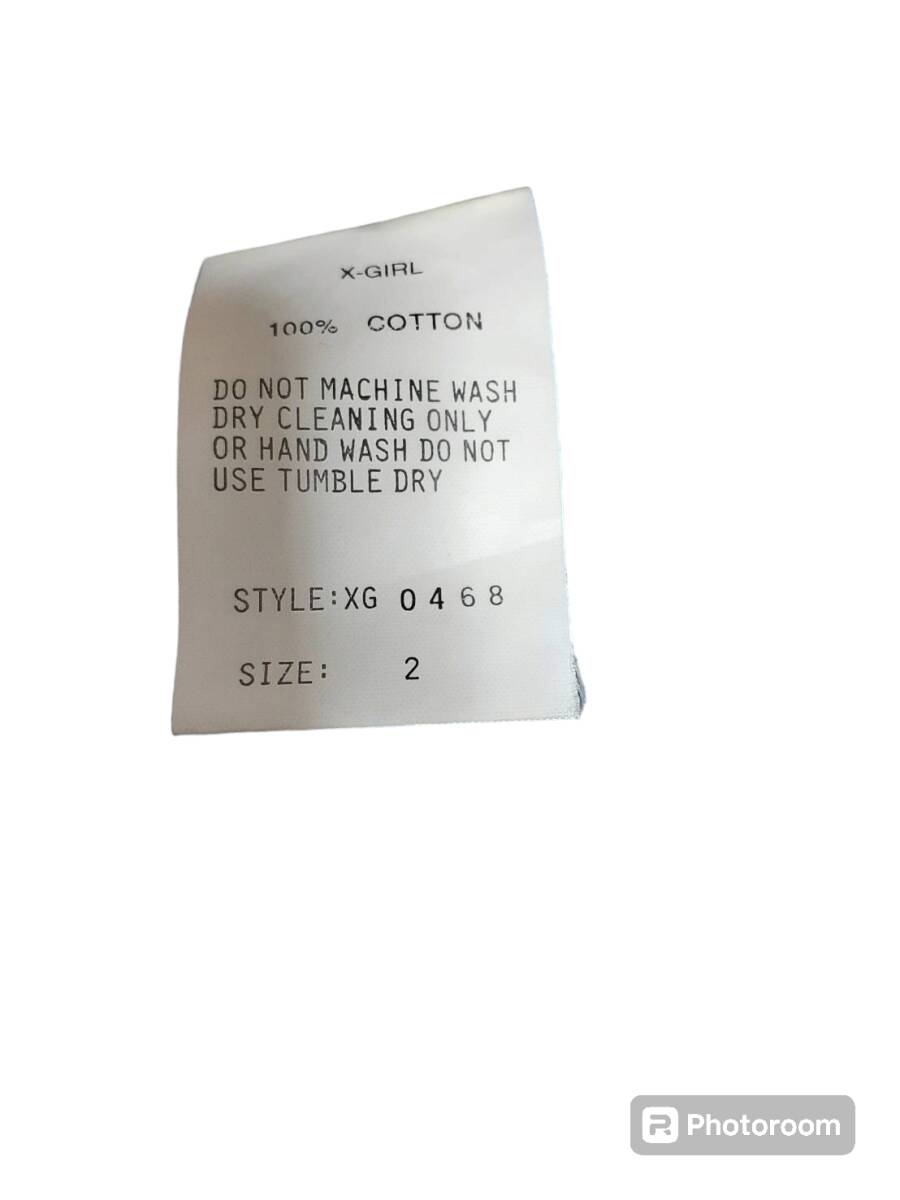 X-GIRL
100% COTTON
DO NOT MACHINE WASH
DRY CLEANING ONLY
OR HAND WASH DO NOT
USE TUMBLE DRY
STYLE:XG 0468
SIZE: 2
Photoroom